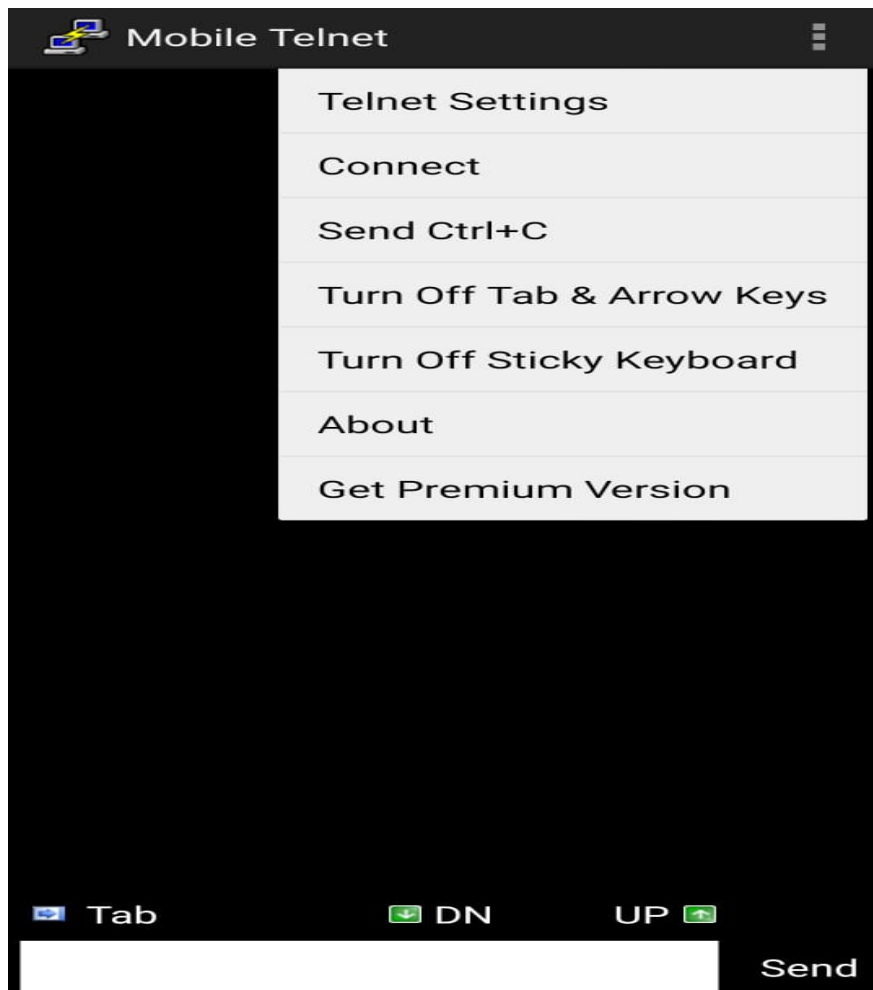 Mobile Telnet
Telnet Settings
Connect
Send Ctrl+C
Turn Off Tab & Arrow Keys
Turn Off Sticky Keyboard
About
Get Premium Version
Tab DN UP
Send